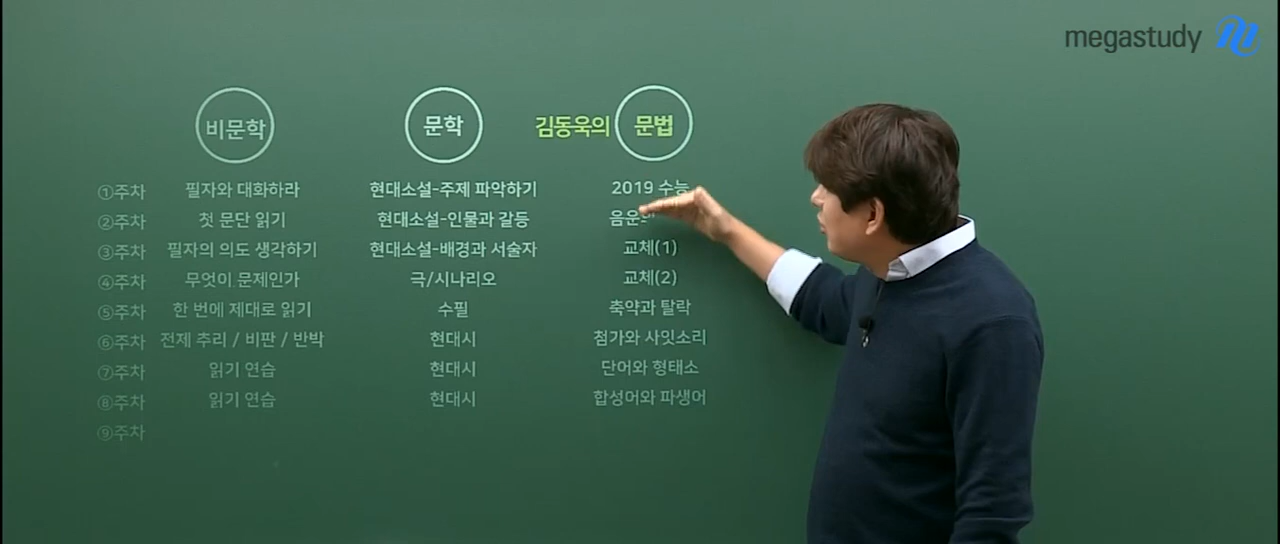 megastudy
비문학 문학 김동욱의 문법
①주차 필자와 대화하라 현대소설-주제 파악하기 2019 수능
②주차 첫 문단 읽기 현대소설-인물과 갈등
③주차 필자의 의도 생각하기 현대소설-배경과 서술자 교체(1)
④주차 무엇이 문제인가 극/시나리오 교체(2)
⑤주차 한 번에 제대로 읽기 수필 축약과 탈락
⑥주차 전제 추리 / 비판 / 반박 현대시 첨가와 사잇소리
⑦주차 읽기 연습 현대시 단어와 형태소
⑧주차 읽기 연습 현대시 합성어와 파생어
⑨주차